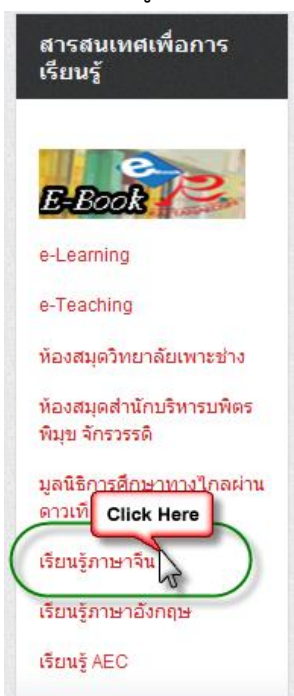 สารสนเทศเพื่อการ
เรียนรู้
E-Book
e-Learning
e-Teaching
ห้องสมุดวิทยาลัยเพาะช่าง
ห้องสมุดสำนักบริหารบพิตร
พิมุข จักรวรรดิ
มูลนิธิการศึกษาทางไกลผ่าน
Click Here
เรียนรู้ภาษาจีน
เรียนรู้ภาษาอังกฤษ
เรียนรู้ AEC